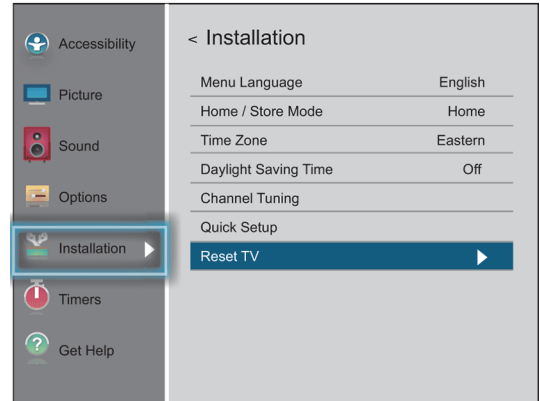 Accessibility
Picture
Sound
Options
Installation
Timers
Get Help
< Installation
Menu Language English
Home / Store Mode Home
Time Zone Eastern
Daylight Saving Time Off
Channel Tuning
Quick Setup
Reset TV
?